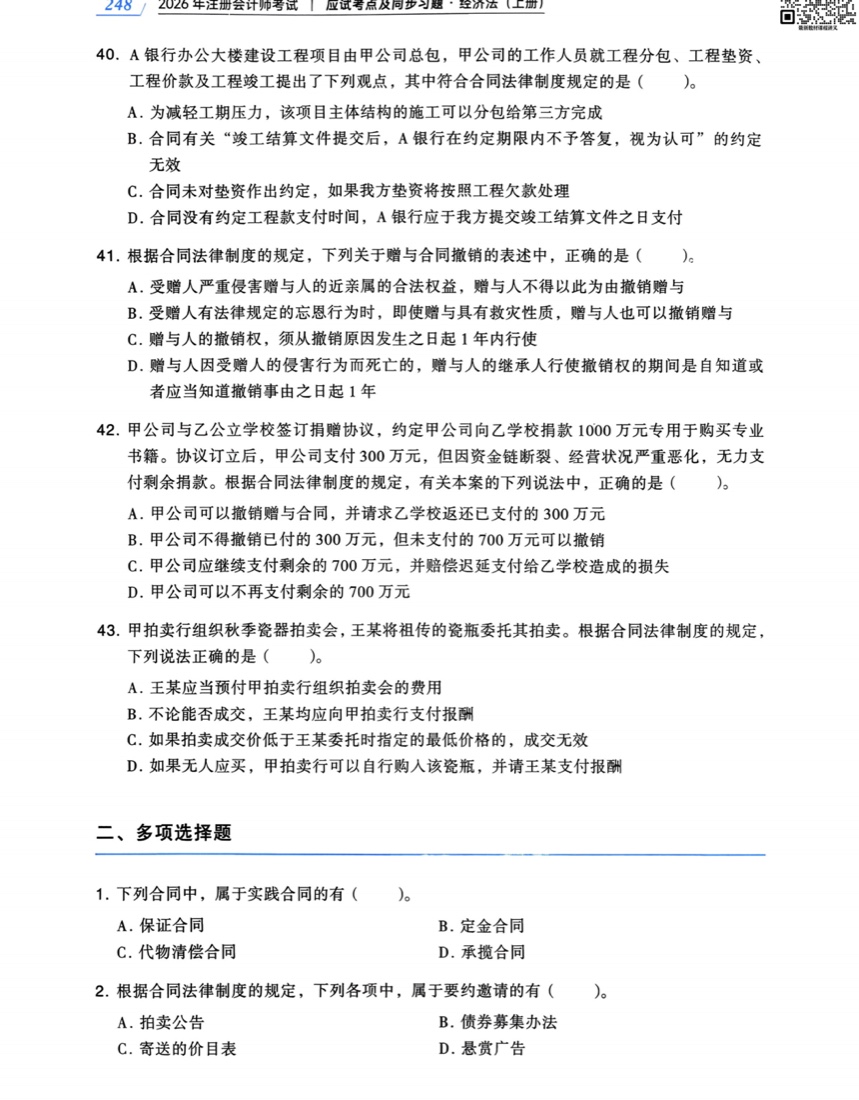 248 2026 年注册会计师考试 | 应试考点及同步习题·经济法（上册）
40. A 银行办公大楼建设工程项目由甲公司总包，甲公司的工作人员就工程分包、工程垫资、
工程价款及工程竣工提出了下列观点，其中符合合同法律制度规定的是（　　）。
A. 为减轻工期压力，该项目主体结构的施工可以分包给第三方完成
B. 合同有关“竣工结算文件提交后，A 银行在约定期限内不予答复，视为认可”的约定
无效
C. 合同未对垫资作出约定，如果我方垫资将按照工程欠款处理
D. 合同没有约定工程款支付时间，A 银行应于我方提交竣工结算文件之日支付
41. 根据合同法律制度的规定，下列关于赠与合同撤销的表述中，正确的是（　　）。
A. 受赠人严重侵害赠与人的近亲属的合法权益，赠与人不得以此为由撤销赠与
B. 受赠人有法律规定的忘恩行为时，即使赠与具有救灾性质，赠与人也可以撤销赠与
C. 赠与人的撤销权，须从撤销原因发生之日起 1 年内行使
D. 赠与人因受赠人的侵害行为而死亡的，赠与人的继承人行使撤销权的期间是自知道或
者应当知道撤销事由之日起 1 年
42. 甲公司与乙公立学校签订捐赠协议，约定甲公司向乙学校捐款 1000 万元专用于购买专业
书籍。协议订立后，甲公司支付 300 万元，但因资金链断裂、经营状况严重恶化，无力支
付剩余捐款。根据合同法律制度的规定，有关本案的下列说法中，正确的是（　　）。
A. 甲公司可以撤销赠与合同，并请求乙学校返还已支付的 300 万元
B. 甲公司不得撤销已付的 300 万元，但未支付的 700 万元可以撤销
C. 甲公司应继续支付剩余的 700 万元，并赔偿迟延支付给乙学校造成的损失
D. 甲公司可以不再支付剩余的 700 万元
43. 甲拍卖行组织秋季瓷器拍卖会，王某将祖传的瓷瓶委托其拍卖。根据合同法律制度的规定，
下列说法正确的是（　　）。
A. 王某应当预付甲拍卖行组织拍卖会的费用
B. 不论能否成交，王某均应向甲拍卖行支付报酬
C. 如果拍卖成交价低于王某委托时指定的最低价格的，成交无效
D. 如果无人应买，甲拍卖行可以自行购入该瓷瓶，并请王某支付报酬
二、多项选择题
1. 下列合同中，属于实践合同的有（　　）。
A. 保证合同　　B. 定金合同
C. 代物清偿合同　　D. 承揽合同
2. 根据合同法律制度的规定，下列各项中，属于要约邀请的有（　　）。
A. 拍卖公告　　B. 债券募集办法
C. 寄送的价目表　　D. 悬赏广告